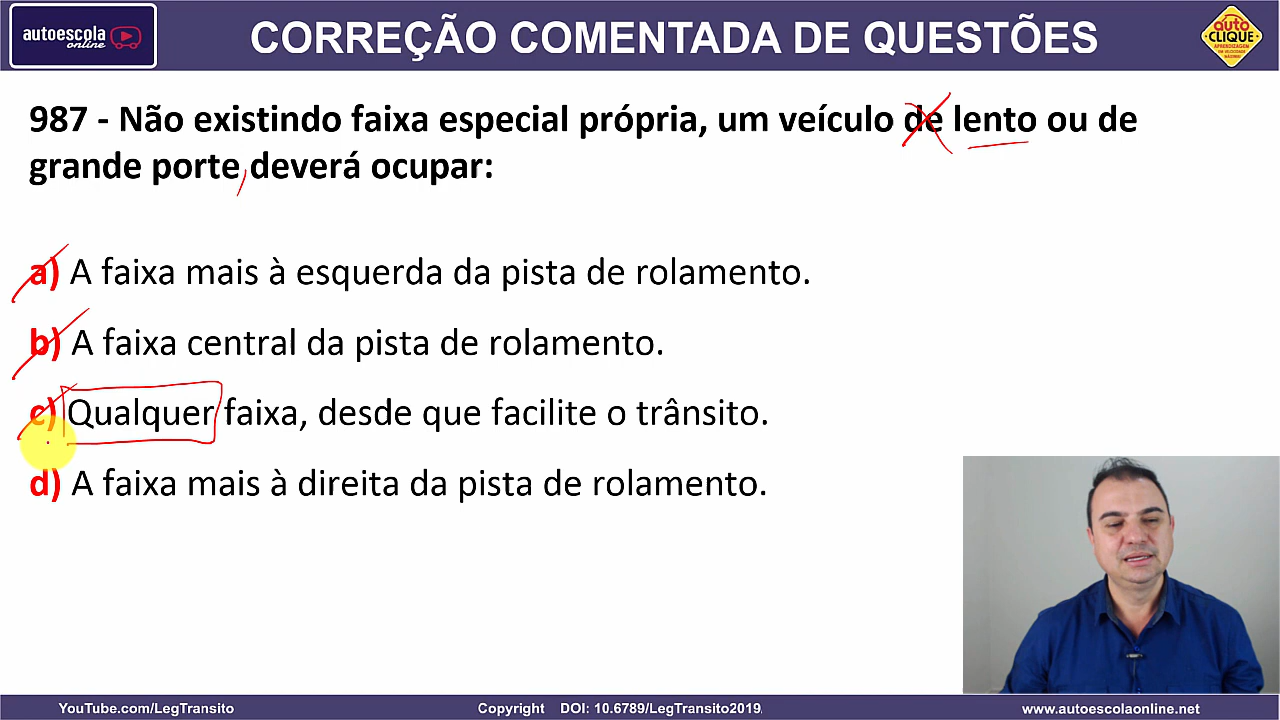 autoescola
online
CORREÇÃO COMENTADA DE QUESTÕES
auto
CLIQUE
987 - Não existindo faixa especial própria, um veículo de lento ou de
grande porte deverá ocupar:
a) A faixa mais à esquerda da pista de rolamento.
b) A faixa central da pista de rolamento.
c) Qualquer faixa, desde que facilite o trânsito.
d) A faixa mais à direita da pista de rolamento.
YouTube.com/LegTransito
Copyright DOI: 10.6789/LegTransito2019
www.autoescolaonline.net